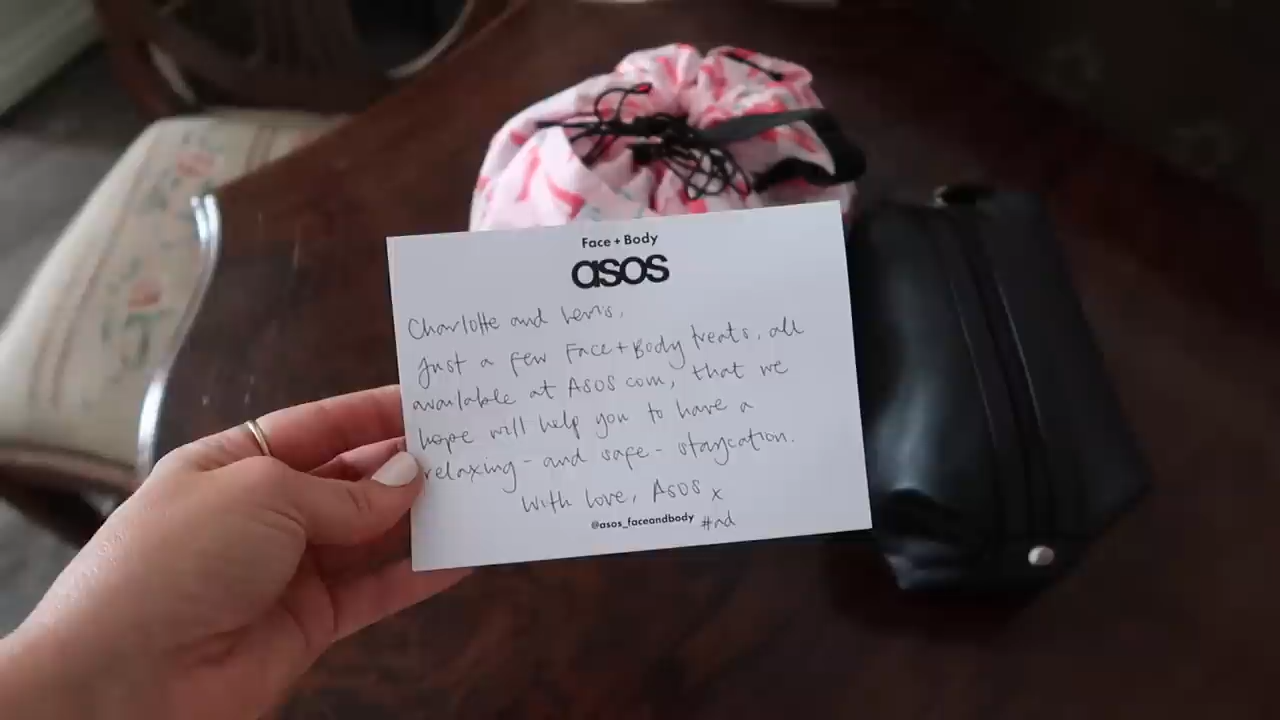 Face + Body
asos
Charlotte and Lewis,
Just a few Face + Body treats, all
available at ASOS com, that we
hope will help you to have a
relaxing - and safe - staycation.
With love, ASOS x
@asos_faceandbody #ad